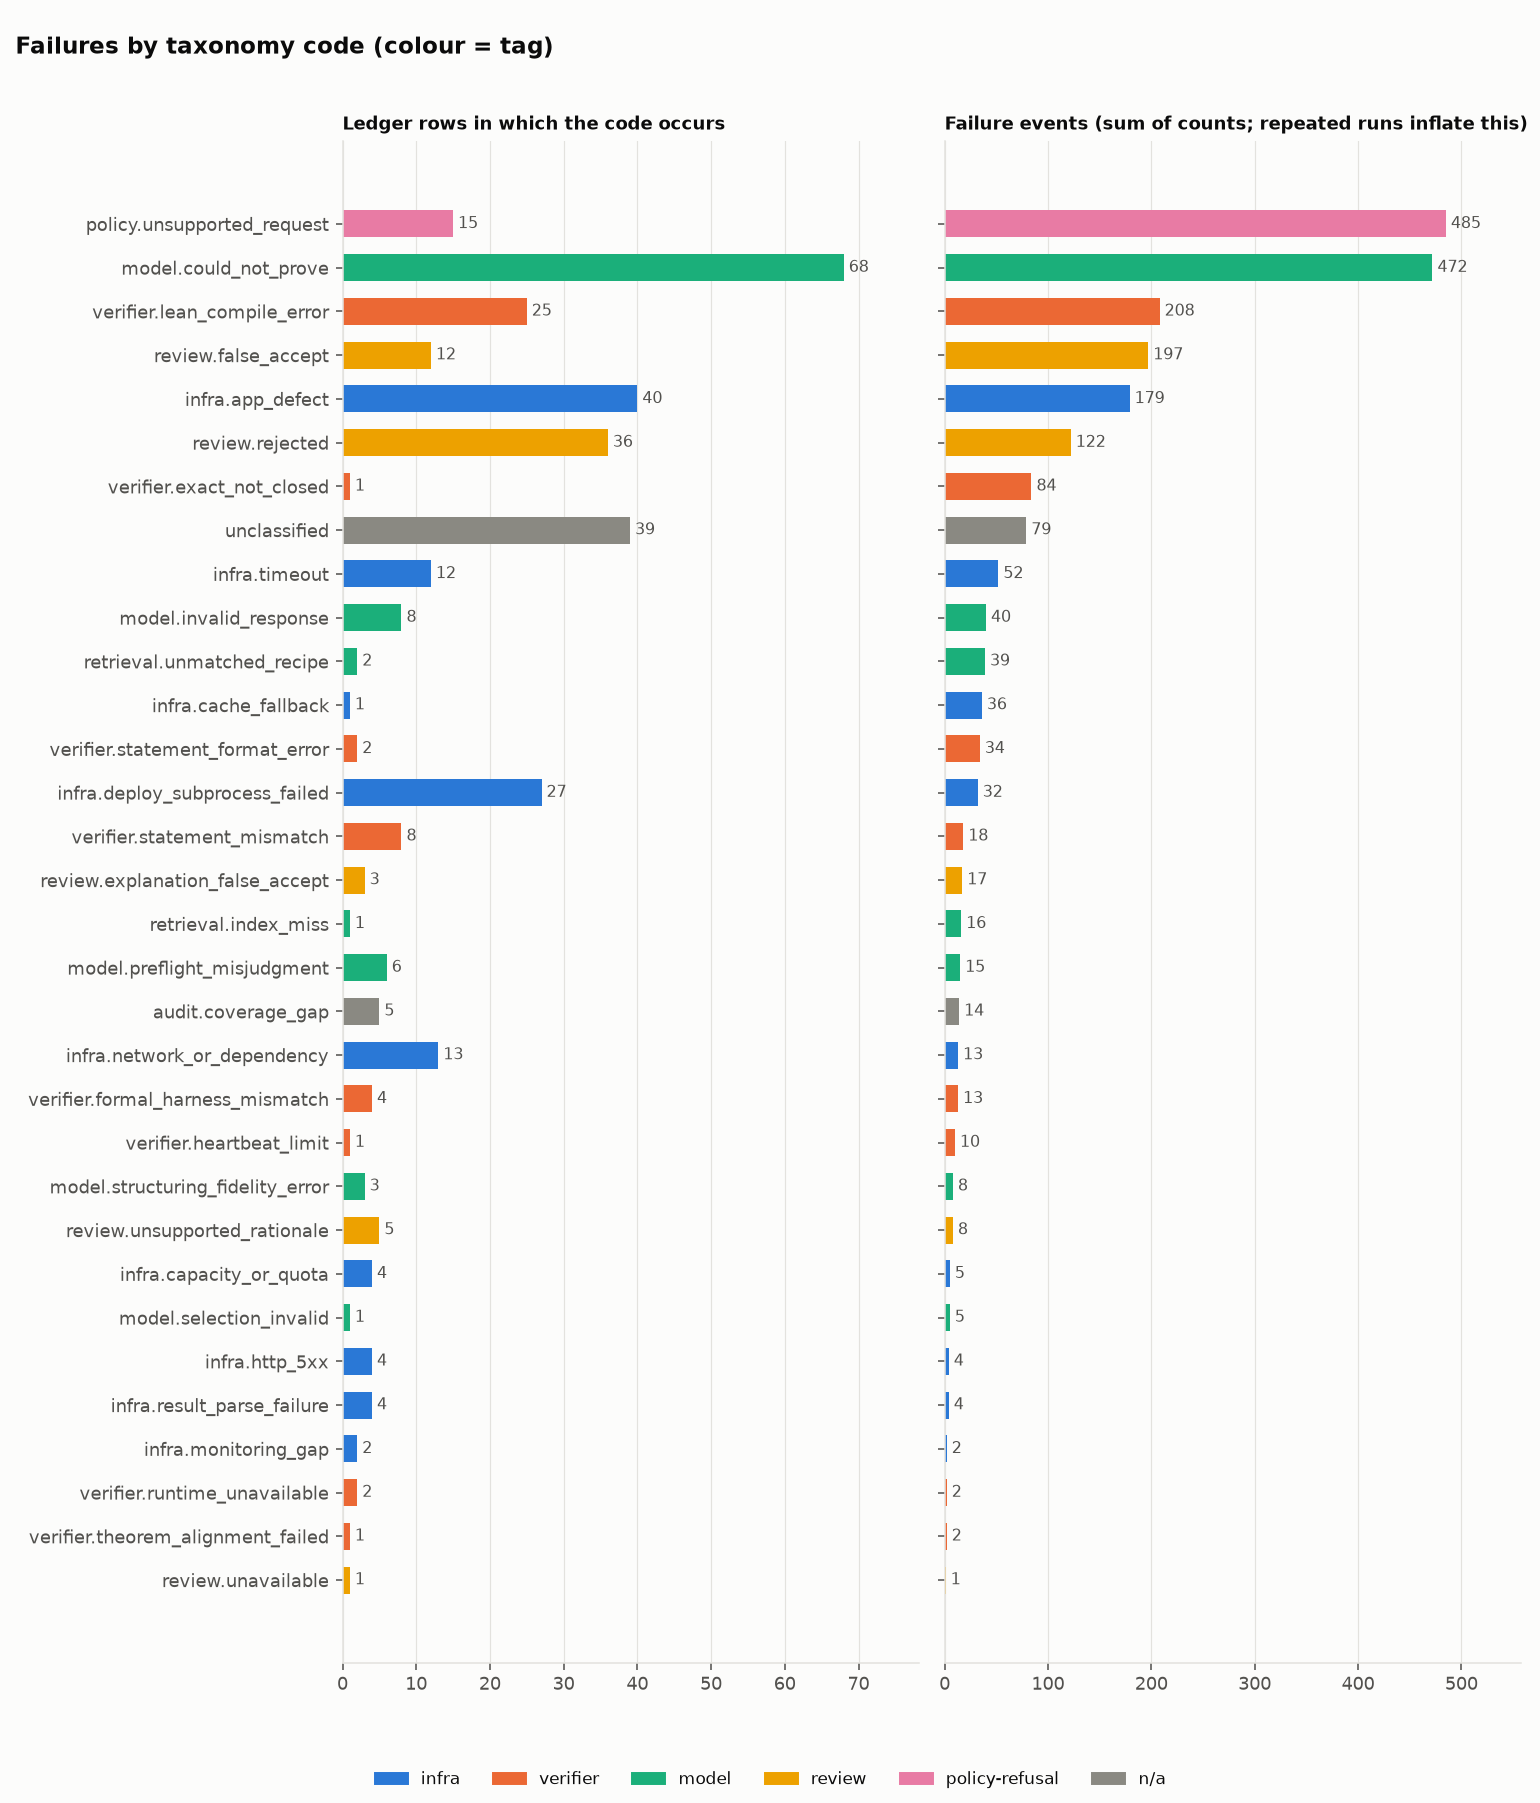 Failures by taxonomy code (colour = tag)
Ledger rows in which the code occurs
Failure events (sum of counts; repeated runs inflate this)
policy.unsupported_request 15 485
model.could_not_prove 68 472
verifier.lean_compile_error 25 208
review.false_accept 12 197
infra.app_defect 40 179
review.rejected 36 122
verifier.exact_not_closed 1 84
unclassified 39 79
infra.timeout 12 52
model.invalid_response 8 40
retrieval.unmatched_recipe 2 39
infra.cache_fallback 1 36
verifier.statement_format_error 2 34
infra.deploy_subprocess_failed 27 32
verifier.statement_mismatch 8 18
review.explanation_false_accept 3 17
retrieval.index_miss 1 16
model.preflight_misjudgment 6 15
audit.coverage_gap 5 14
infra.network_or_dependency 13 13
verifier.formal_harness_mismatch 4 13
verifier.heartbeat_limit 1 10
model.structuring_fidelity_error 3 8
review.unsupported_rationale 5 8
infra.capacity_or_quota 4 5
model.selection_invalid 1 5
infra.http_5xx 4 4
infra.result_parse_failure 4 4
infra.monitoring_gap 2 2
verifier.runtime_unavailable 2 2
verifier.theorem_alignment_failed 1 2
review.unavailable 1 1
0 10 20 30 40 50 60 70
0 100 200 300 400 500
infra verifier model review policy-refusal n/a